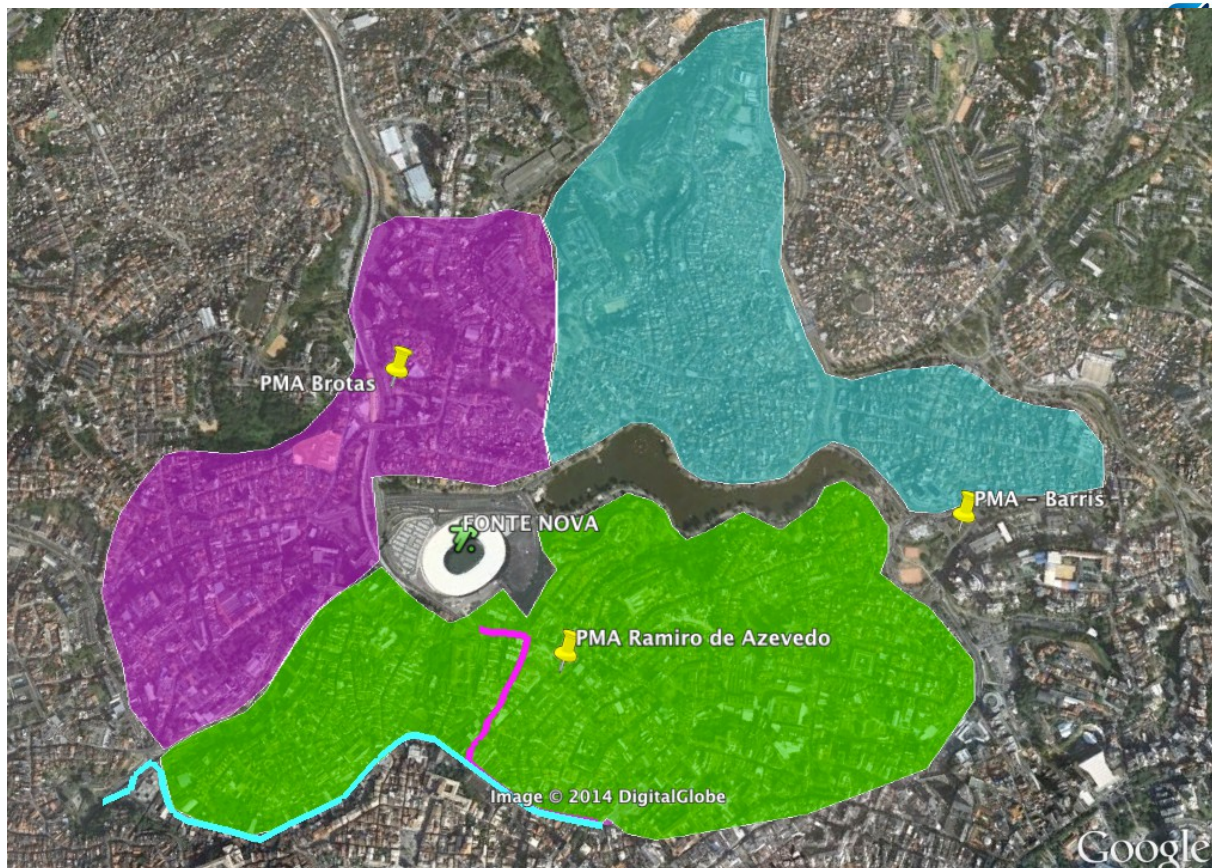 PMA Brotas
PMA - Barris
FONTE NOVA
PMA Ramiro de Azevedo
Image © 2014 DigitalGlobe
Google